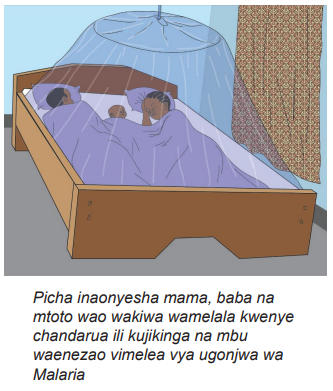 Picha inaonyesha mama, baba na
mtoto wao wakiwa wamelala kwenye
chandarua ili kujikinga na mbu
waenezao vimelea vya ugonjwa wa
Malaria